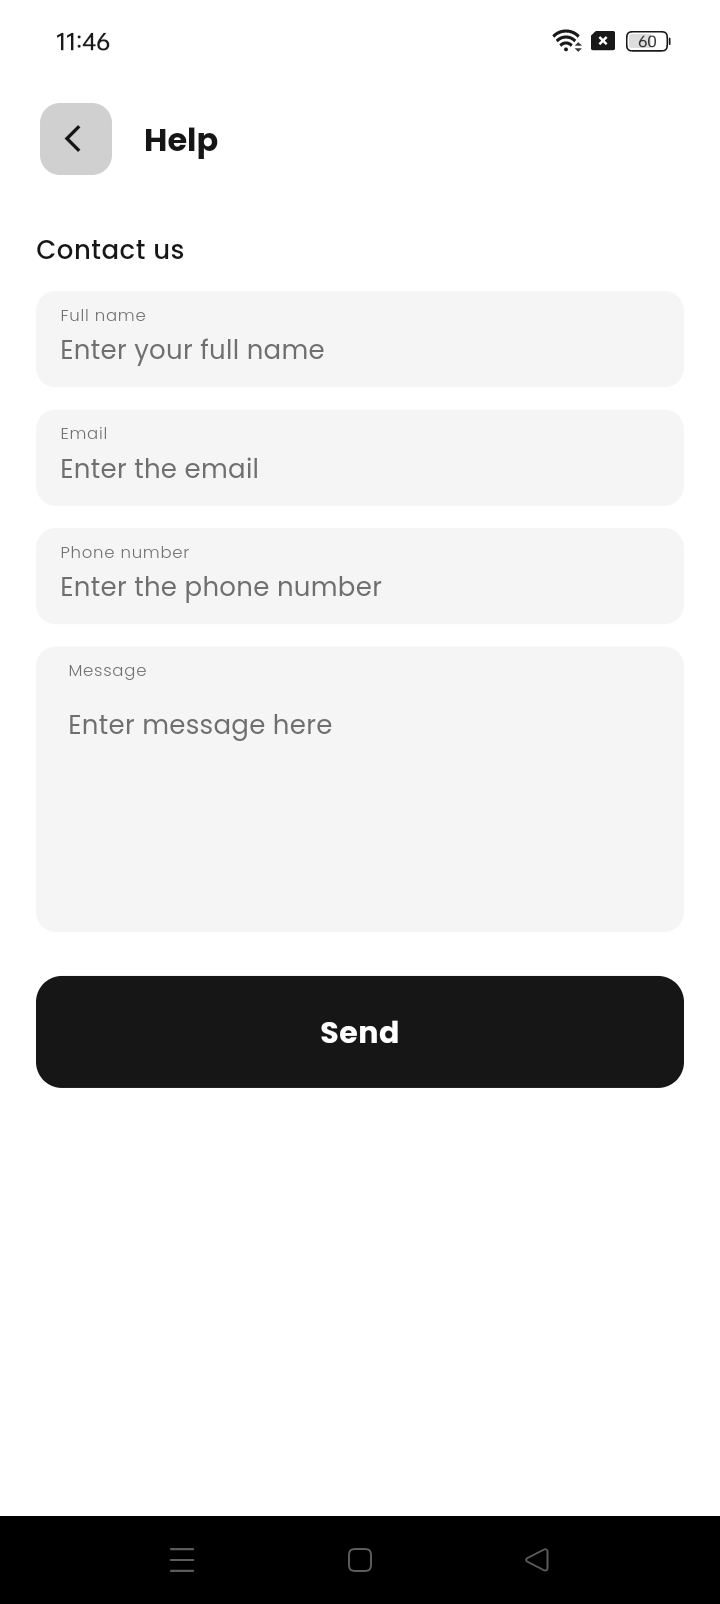 11:46
60
Help
Contact us
Full name
Enter your full name
Email
Enter the email
Phone number
Enter the phone number
Message
Enter message here
Send